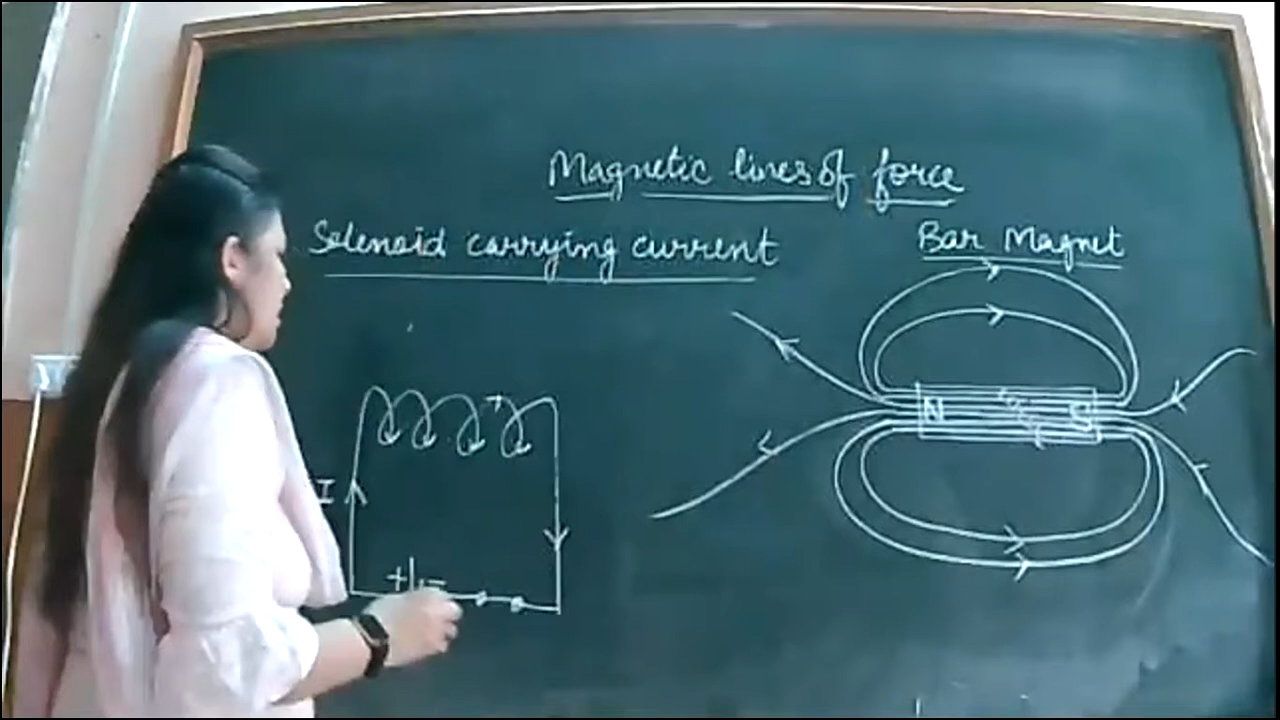 Magnetic lines of force
Solenoid carrying current
Bar Magnet
N S
I
+ -